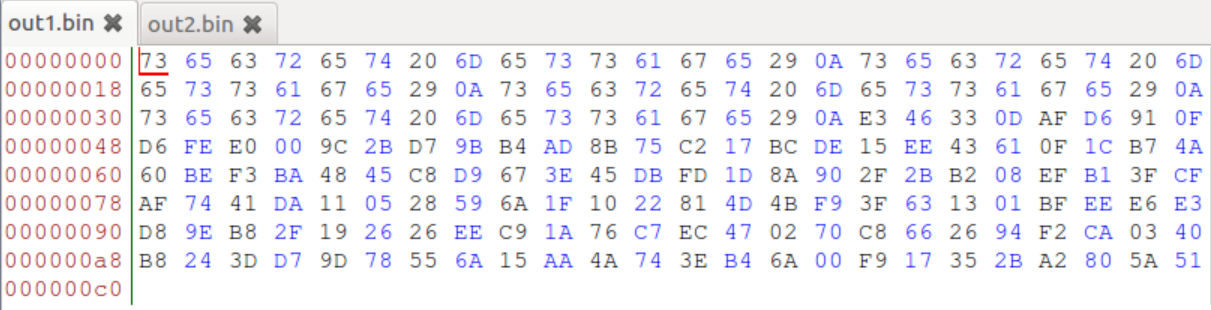 out1.bin ✖ out2.bin ✖
00000000 73 65 63 72 65 74 20 6D 65 73 73 61 67 65 29 0A 73 65 63 72 65 74 20 6D
00000018 65 73 73 61 67 65 29 0A 73 65 63 72 65 74 20 6D 65 73 73 61 67 65 29 0A
00000030 73 65 63 72 65 74 20 6D 65 73 73 61 67 65 29 0A E3 46 33 0D AF D6 91 0F
00000048 D6 FE E0 00 9C 2B D7 9B B4 AD 8B 75 C2 17 BC DE 15 EE 43 61 0F 1C B7 4A
00000060 60 BE F3 BA 48 45 C8 D9 67 3E 45 DB FD 1D 8A 90 2F 2B B2 08 EF B1 3F CF
00000078 AF 74 41 DA 11 05 28 59 6A 1F 10 22 81 4D 4B F9 3F 63 13 01 BF EE E6 E3
00000090 D8 9E B8 2F 19 26 26 EE C9 1A 76 C7 EC 47 02 70 C8 66 26 94 F2 CA 03 40
000000a8 B8 24 3D D7 9D 78 55 6A 15 AA 4A 74 3E B4 6A 00 F9 17 35 2B A2 80 5A 51
000000c0